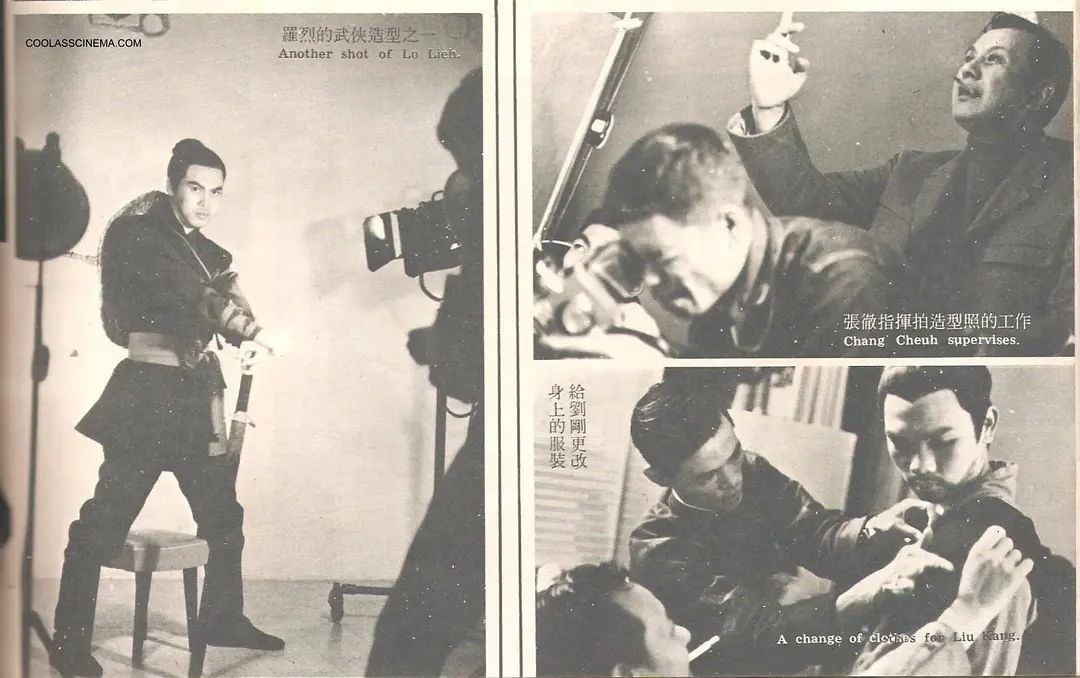 COOLASSCINEMA.COM
羅烈的武俠造型之一
Another shot of Lo Lieh.
張徹指揮拍造型照的工作
Chang Cheuh supervises.
給劉剛更改
身上的服裝
A change of clothes for Liu Kang.